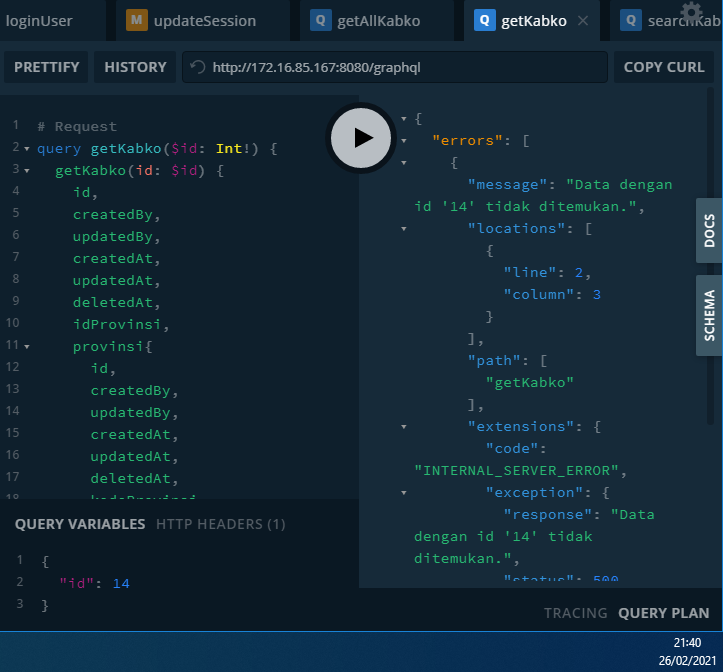 loginUser
M updateSession
Q getAllKabko
Q getKabko ×
Q searchKab
PRETTIFY
HISTORY
http://172.16.85.167:8080/graphql
COPY CURL
1 # Request
2 query getKabko($id: Int!) {
3 getKabko(id: $id) {
4 id,
5 createdBy,
6 updatedBy,
7 createdAt,
8 updatedAt,
9 deletedAt,
10 idProvinsi,
11 provinsi{
12 id,
13 createdBy,
14 updatedBy,
15 createdAt,
16 updatedAt,
17 deletedAt,
18 kodeProvinsi
QUERY VARIABLES HTTP HEADERS (1)
1 {
2 "id": 14
3 }
{
"errors": [
{
"message": "Data dengan
id '14' tidak ditemukan.",
"locations": [
{
"line": 2,
"column": 3
}
],
"path": [
"getKabko"
],
"extensions": {
"code":
"INTERNAL_SERVER_ERROR",
"exception": {
"response": "Data
dengan id '14' tidak
ditemukan.",
"status": 500
DOCS
SCHEMA
TRACING QUERY PLAN
21:40
26/02/2021